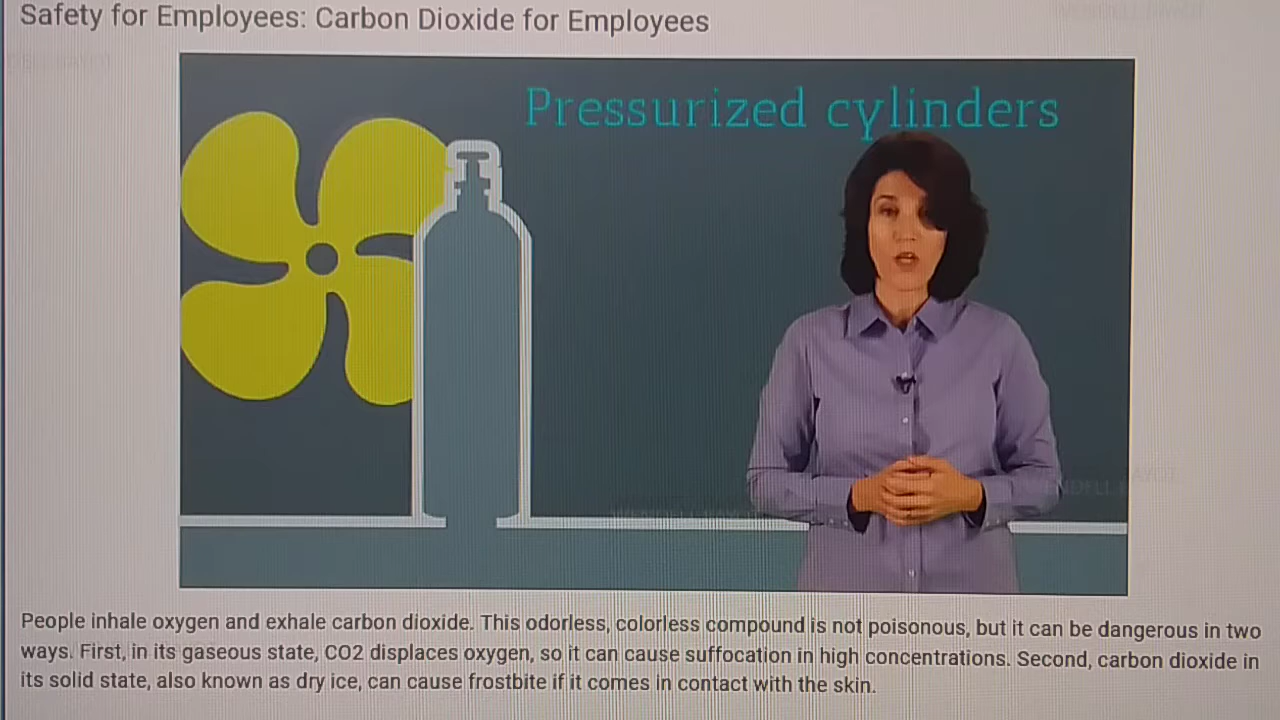 Safety for Employees: Carbon Dioxide for Employees
Pressurized cylinders
People inhale oxygen and exhale carbon dioxide. This odorless, colorless compound is not poisonous, but it can be dangerous in two
ways. First, in its gaseous state, CO2 displaces oxygen, so it can cause suffocation in high concentrations. Second, carbon dioxide in
its solid state, also known as dry ice, can cause frostbite if it comes in contact with the skin.